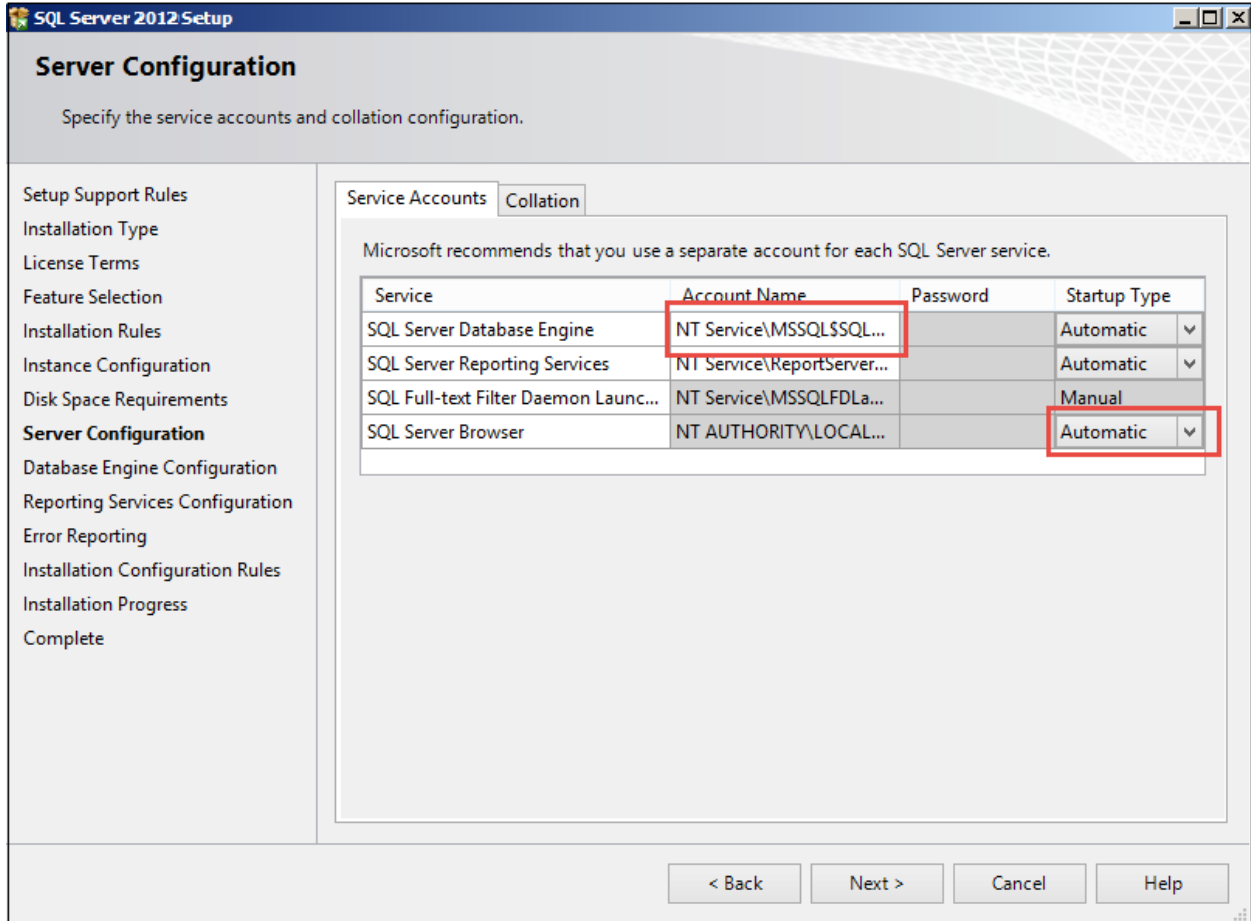 SQL Server 2012 Setup
Server Configuration
Specify the service accounts and collation configuration.
Setup Support Rules
Installation Type
License Terms
Feature Selection
Installation Rules
Instance Configuration
Disk Space Requirements
Server Configuration
Database Engine Configuration
Reporting Services Configuration
Error Reporting
Installation Configuration Rules
Installation Progress
Complete
Service Accounts Collation
Microsoft recommends that you use a separate account for each SQL Server service.
Service Account Name Password Startup Type
SQL Server Database Engine NT Service\MSSQL$SQL... Automatic
SQL Server Reporting Services NT Service\ReportServer... Automatic
SQL Full-text Filter Daemon Launc... NT Service\MSSQLFDLa... Manual
SQL Server Browser NT AUTHORITY\LOCAL... Automatic
< Back Next > Cancel Help